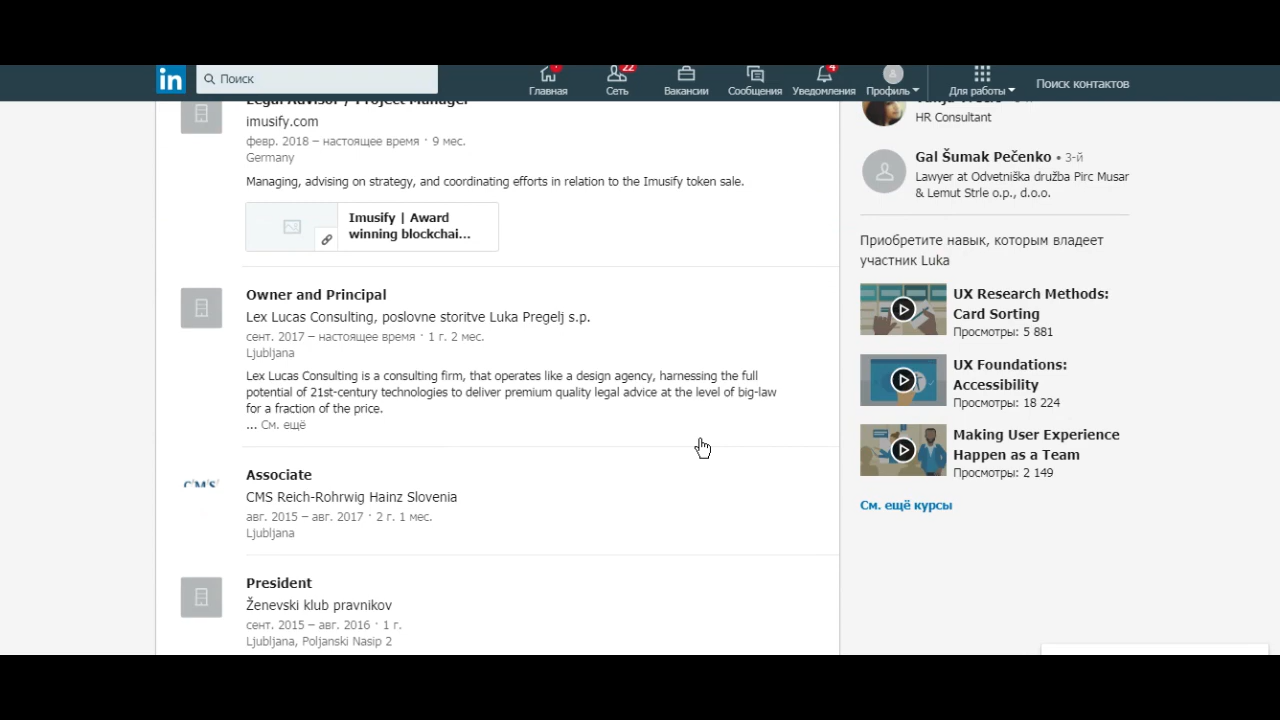 in
Поиск
22
4
Главная
Сеть
Вакансии
Сообщения
Уведомления
Профиль
Для работы
Поиск контактов
Legal Advisor / Project Manager
imusify.com
февр. 2018 – настоящее время · 9 мес.
Germany
Managing, advising on strategy, and coordinating efforts in relation to the Imusify token sale.
Imusify | Award
winning blockchai...
Owner and Principal
Lex Lucas Consulting, poslovne storitve Luka Pregelj s.p.
сент. 2017 – настоящее время · 1 г. 2 мес.
Ljubljana
Lex Lucas Consulting is a consulting firm, that operates like a design agency, harnessing the full
potential of 21st-century technologies to deliver premium quality legal advice at the level of big-law
for a fraction of the price.
... См. ещё
Associate
CMS Reich-Rohrwig Hainz Slovenia
авг. 2015 – авг. 2017 · 2 г. 1 мес.
Ljubljana
President
Ženevski klub pravnikov
сент. 2015 – авг. 2016 · 1 г.
Ljubljana, Poljanski Nasip 2
HR Consultant
Gal Šumak Pečenko • 3-й
Lawyer at Odvetniška družba Pirc Musar
& Lemut Strle o.p., d.o.o.
Приобретите навык, которым владеет
участник Luka
UX Research Methods:
Card Sorting
Просмотры: 5 881
UX Foundations:
Accessibility
Просмотры: 18 224
Making User Experience
Happen as a Team
Просмотры: 2 149
См. ещё курсы